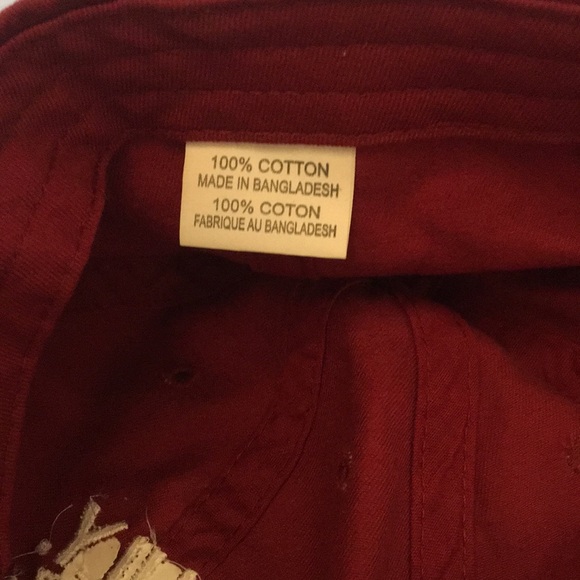 100% COTTON
MADE IN BANGLADESH
100% COTON
FABRIQUE AU BANGLADESH